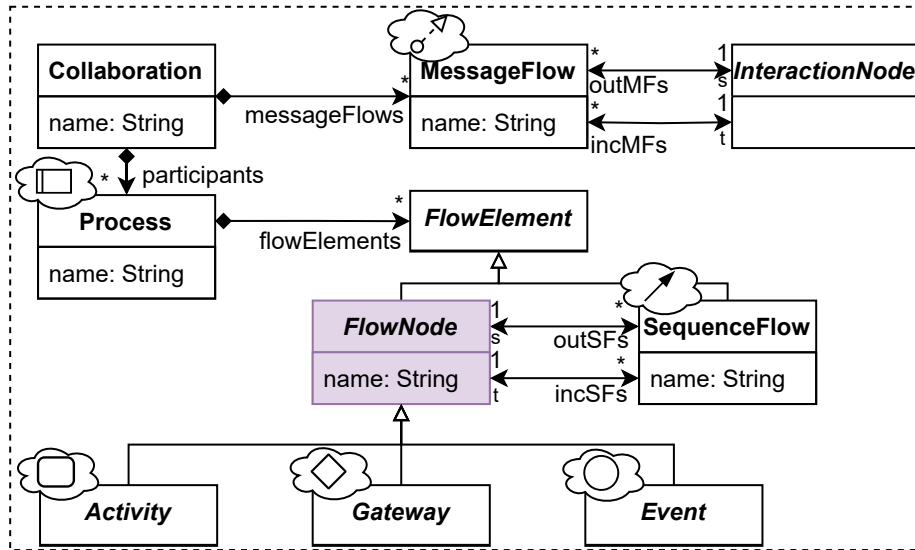 Collaboration
name: String
messageFlows
*
MessageFlow
name: String
*
outMFs
*
incMFs
1
s
1
t
InteractionNode
*
participants
Process
name: String
*
flowElements
FlowElement
FlowNode
name: String
1
s
1
t
*
outSFs
*
incSFs
SequenceFlow
name: String
Activity
Gateway
Event